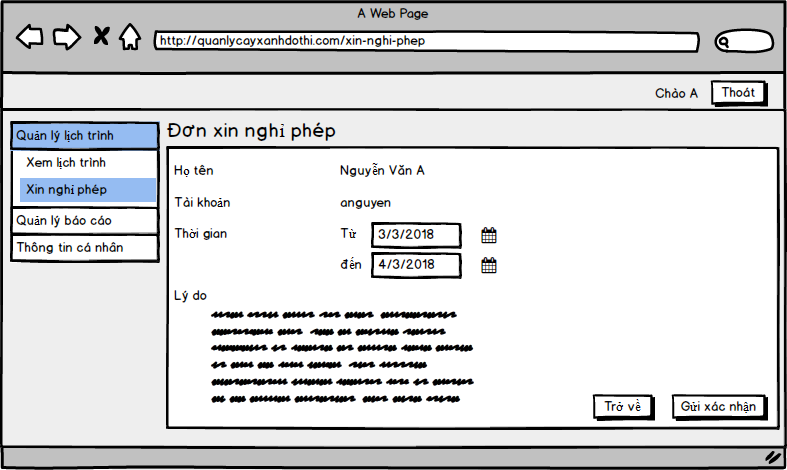 A Web Page
http://quanlycayxanhdothi.com/xin-nghi-phep
Chào A
Thoát
Quản lý lịch trình
Xem lịch trình
Xin nghỉ phép
Quản lý báo cáo
Thông tin cá nhân
Đơn xin nghỉ phép
Họ tên Nguyễn Văn A
Tài khoản anguyen
Thời gian Từ 3/3/2018
đến 4/3/2018
Lý do
Trở về Gửi xác nhận